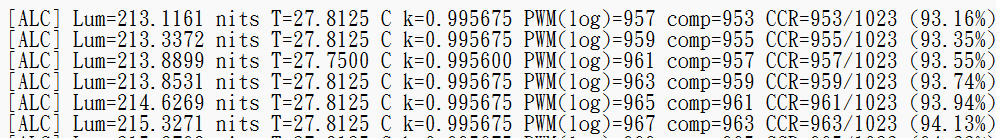 [ALC] Lum=213.1161 nits T=27.8125 C k=0.995675 PWM(log)=957 comp=953 CCR=953/1023 (93.16%)
[ALC] Lum=213.3372 nits T=27.8125 C k=0.995675 PWM(log)=959 comp=955 CCR=955/1023 (93.35%)
[ALC] Lum=213.8899 nits T=27.7500 C k=0.995600 PWM(log)=961 comp=957 CCR=957/1023 (93.55%)
[ALC] Lum=213.8531 nits T=27.8125 C k=0.995675 PWM(log)=963 comp=959 CCR=959/1023 (93.74%)
[ALC] Lum=214.6269 nits T=27.8125 C k=0.995675 PWM(log)=965 comp=961 CCR=961/1023 (93.94%)
[ALC] Lum=215.3271 nits T=27.8125 C k=0.995675 PWM(log)=967 comp=963 CCR=963/1023 (94.13%)